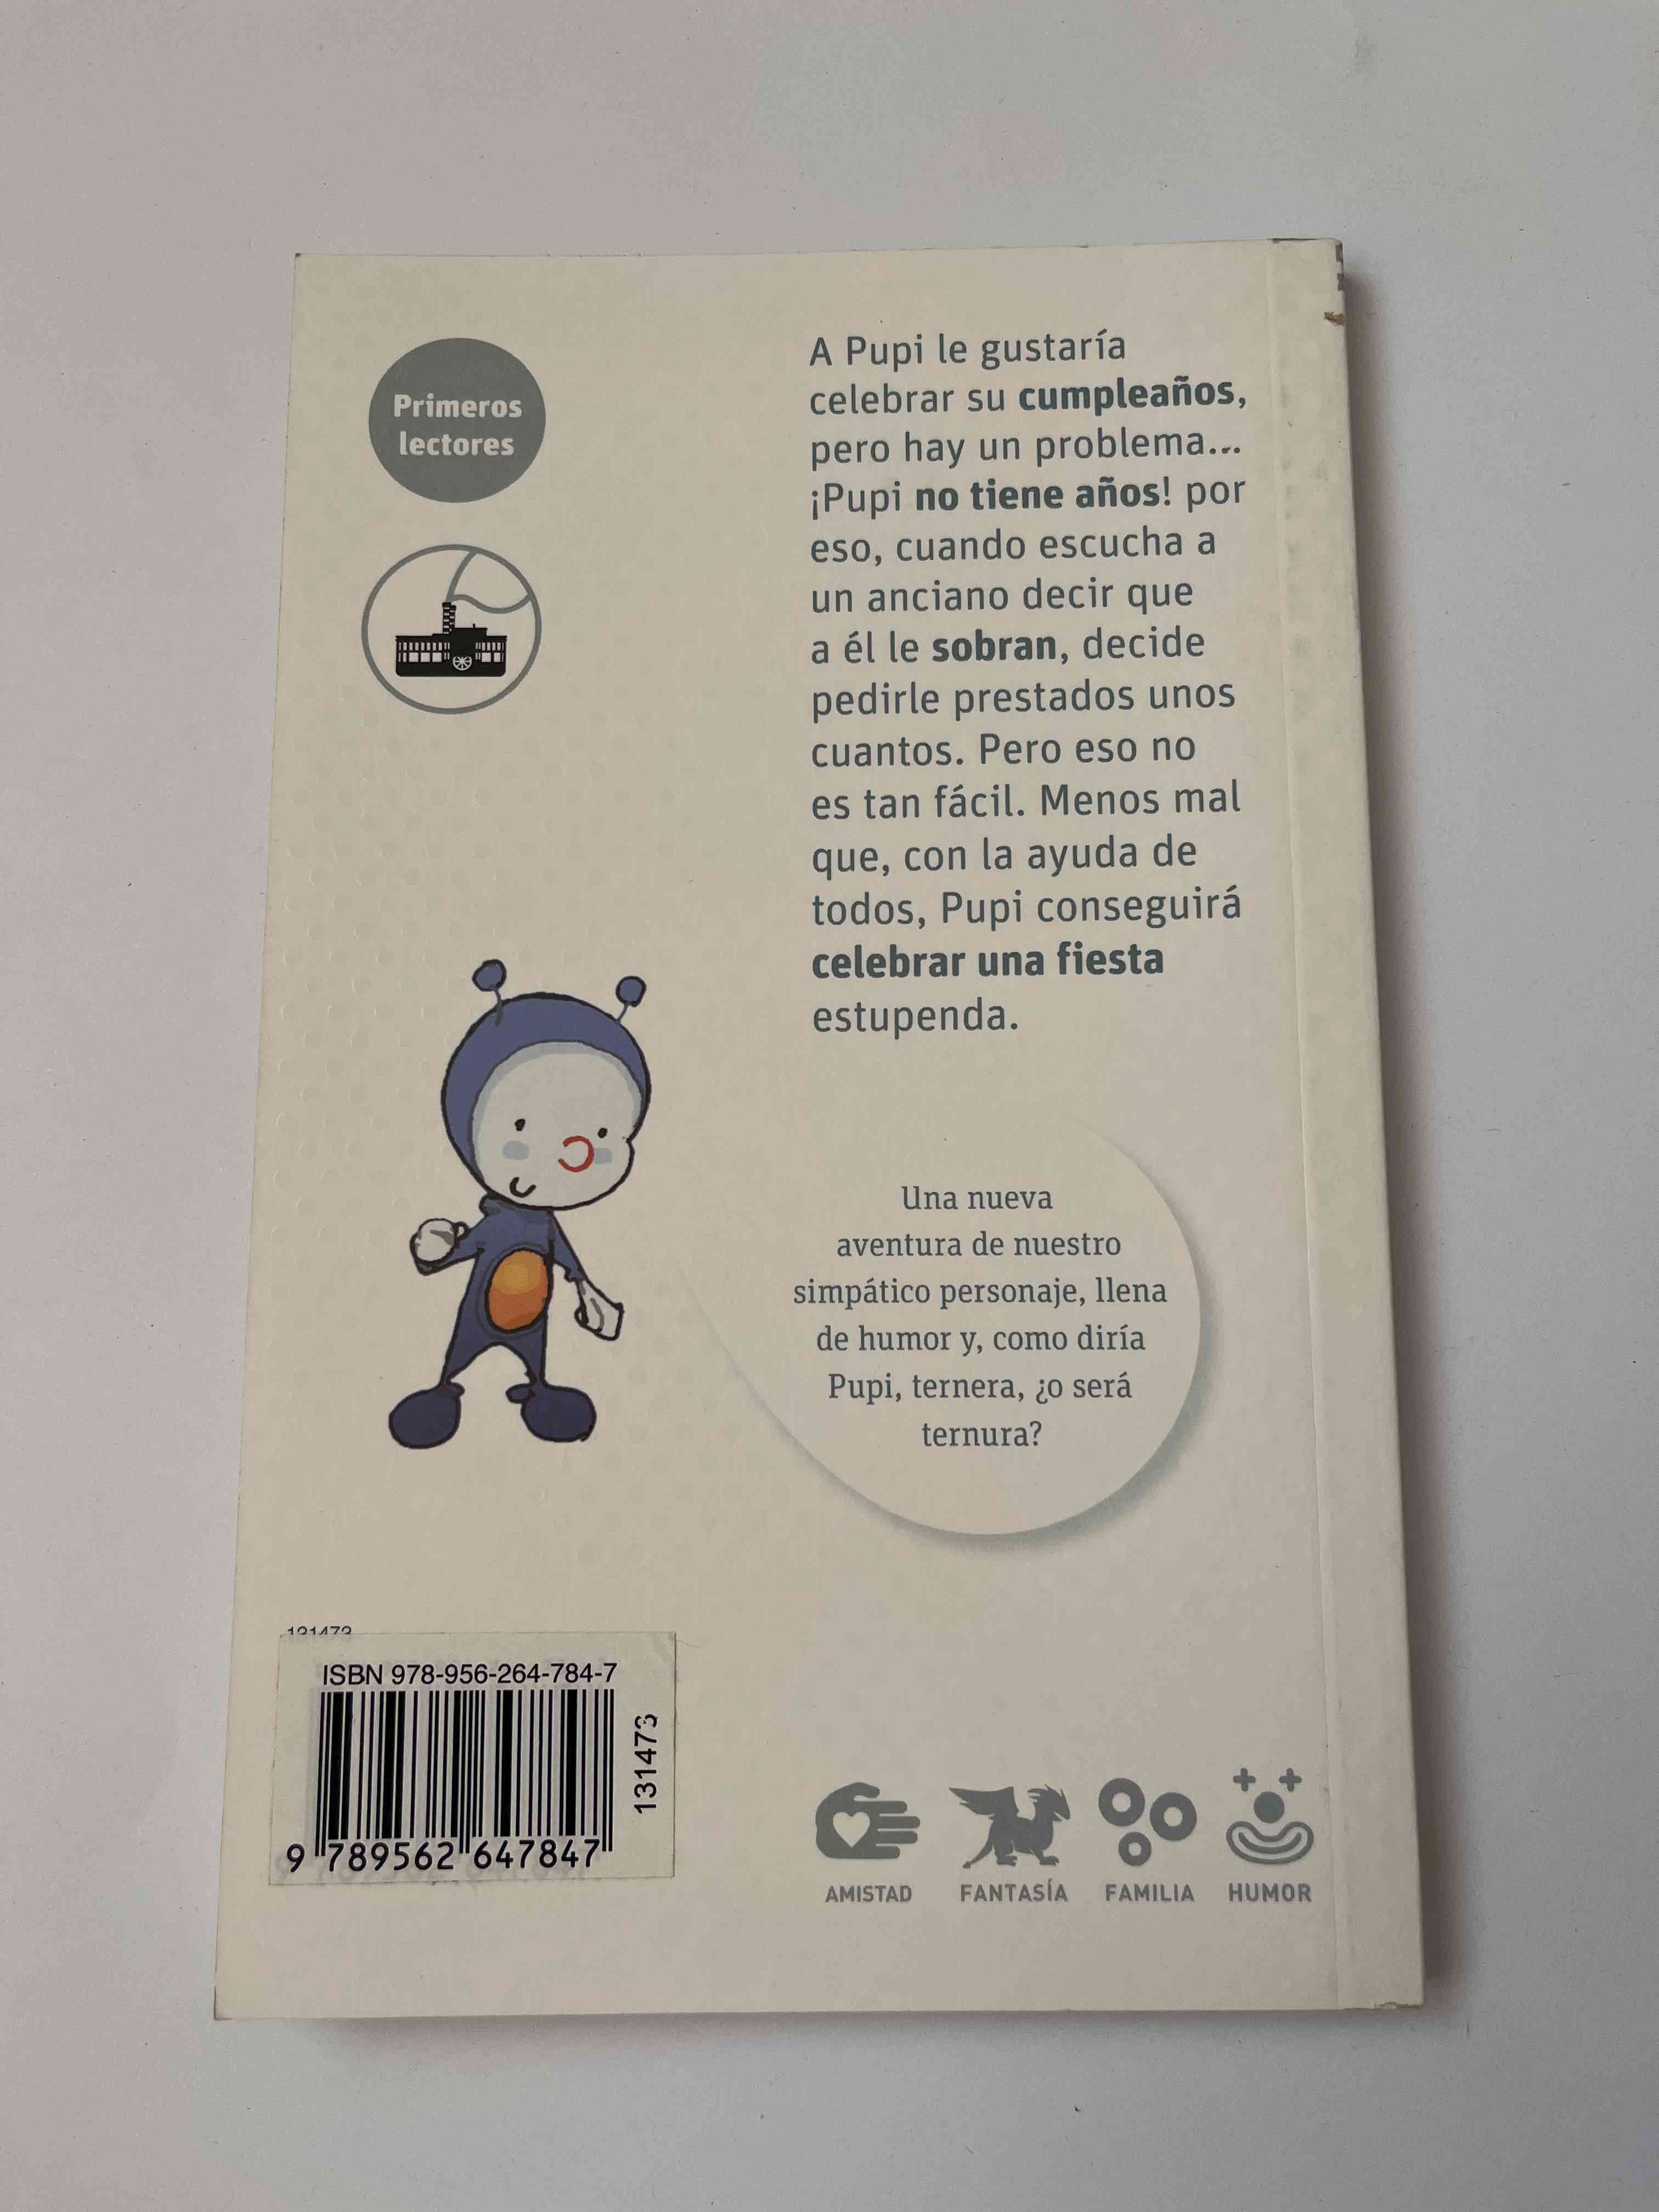 Primeros
lectores
A Pupi le gustaría
celebrar su cumpleaños,
pero hay un problema...
¡Pupi no tiene años! por
eso, cuando escucha a
un anciano decir que
a él le sobran, decide
pedirle prestados unos
cuantos. Pero eso no
es tan fácil. Menos mal
que, con la ayuda de
todos, Pupi conseguirá
celebrar una fiesta
estupenda.
Una nueva
aventura de nuestro
simpático personaje, llena
de humor y, como diría
Pupi, ternera, ¿o será
ternura?
131473
ISBN 978-956-264-784-7
131473
9 789562 647847
AMISTAD FANTASÍA FAMILIA HUMOR